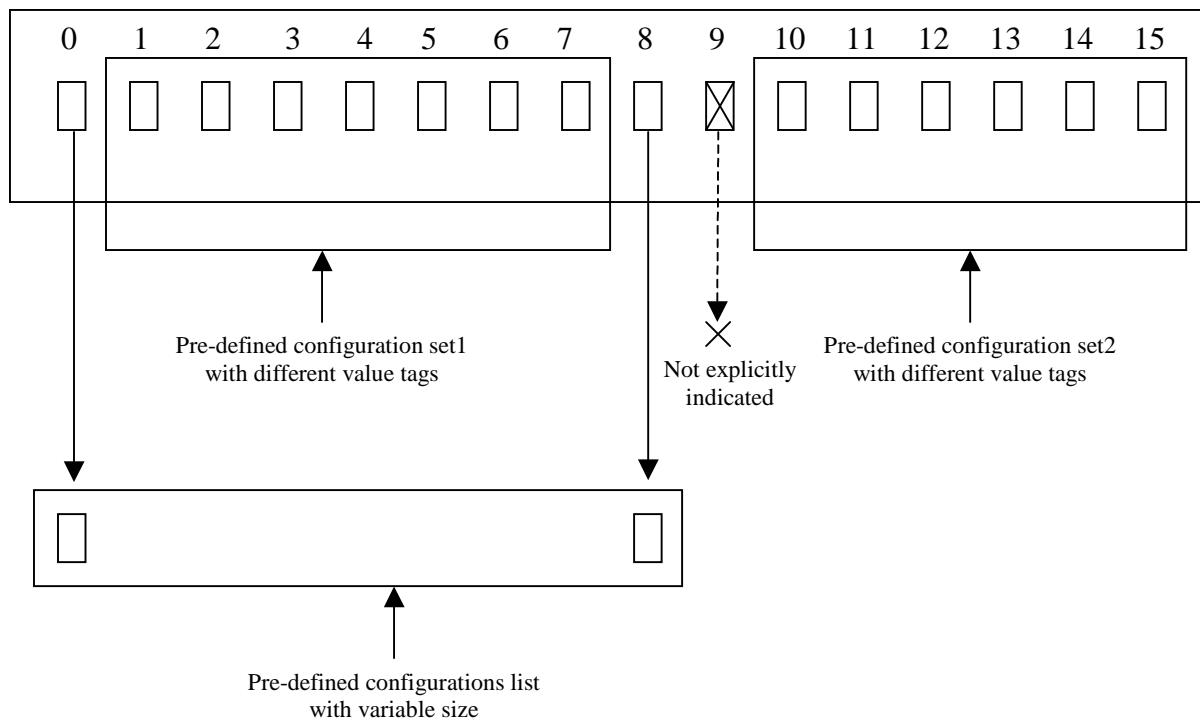 0 1 2 3 4 5 6 7 8 9 10 11 12 13 14 15
Pre-defined configuration set1
with different value tags
Not explicitly
indicated
Pre-defined configuration set2
with different value tags
Pre-defined configurations list
with variable size